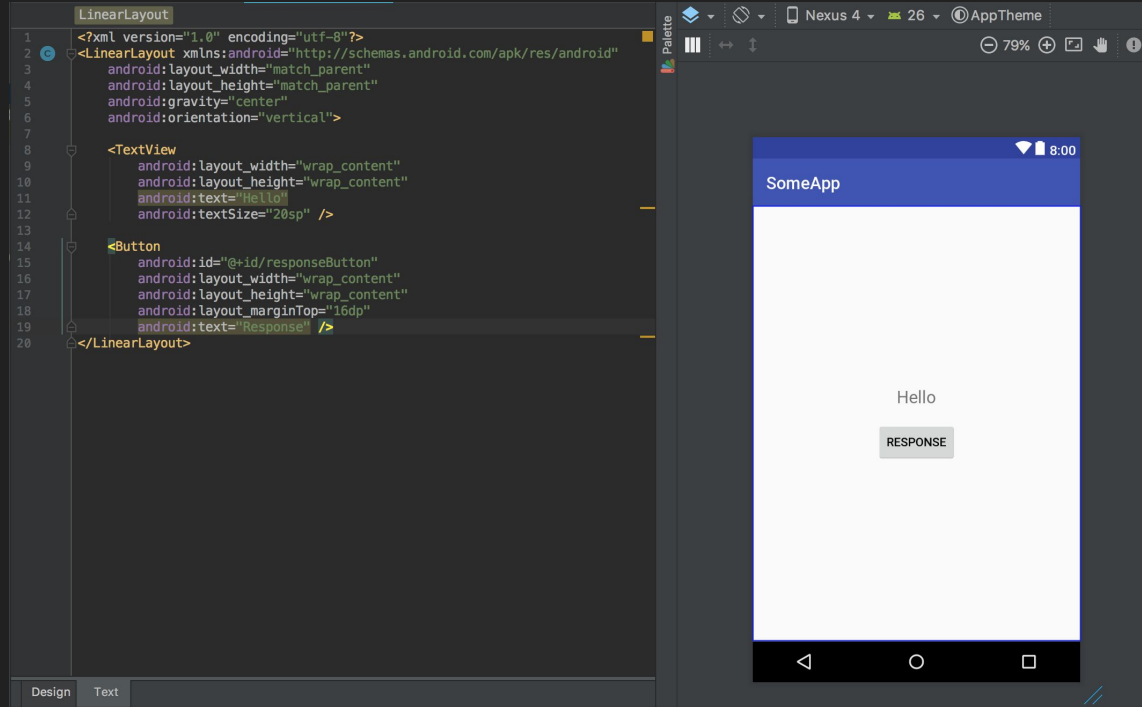 LinearLayout
1 <?xml version="1.0" encoding="utf-8"?>
2 <LinearLayout xmlns:android="http://schemas.android.com/apk/res/android"
3 android:layout_width="match_parent"
4 android:layout_height="match_parent"
5 android:gravity="center"
6 android:orientation="vertical">
7
8 <TextView
9 android:layout_width="wrap_content"
10 android:layout_height="wrap_content"
11 android:text="Hello"
12 android:textSize="20sp" />
13
14 <Button
15 android:id="@+id/responseButton"
16 android:layout_width="wrap_content"
17 android:layout_height="wrap_content"
18 android:layout_marginTop="16dp"
19 android:text="Response" />
20 </LinearLayout>
Design Text
Palette
Nexus 4 26 AppTheme
79%
8:00
SomeApp
Hello
RESPONSE